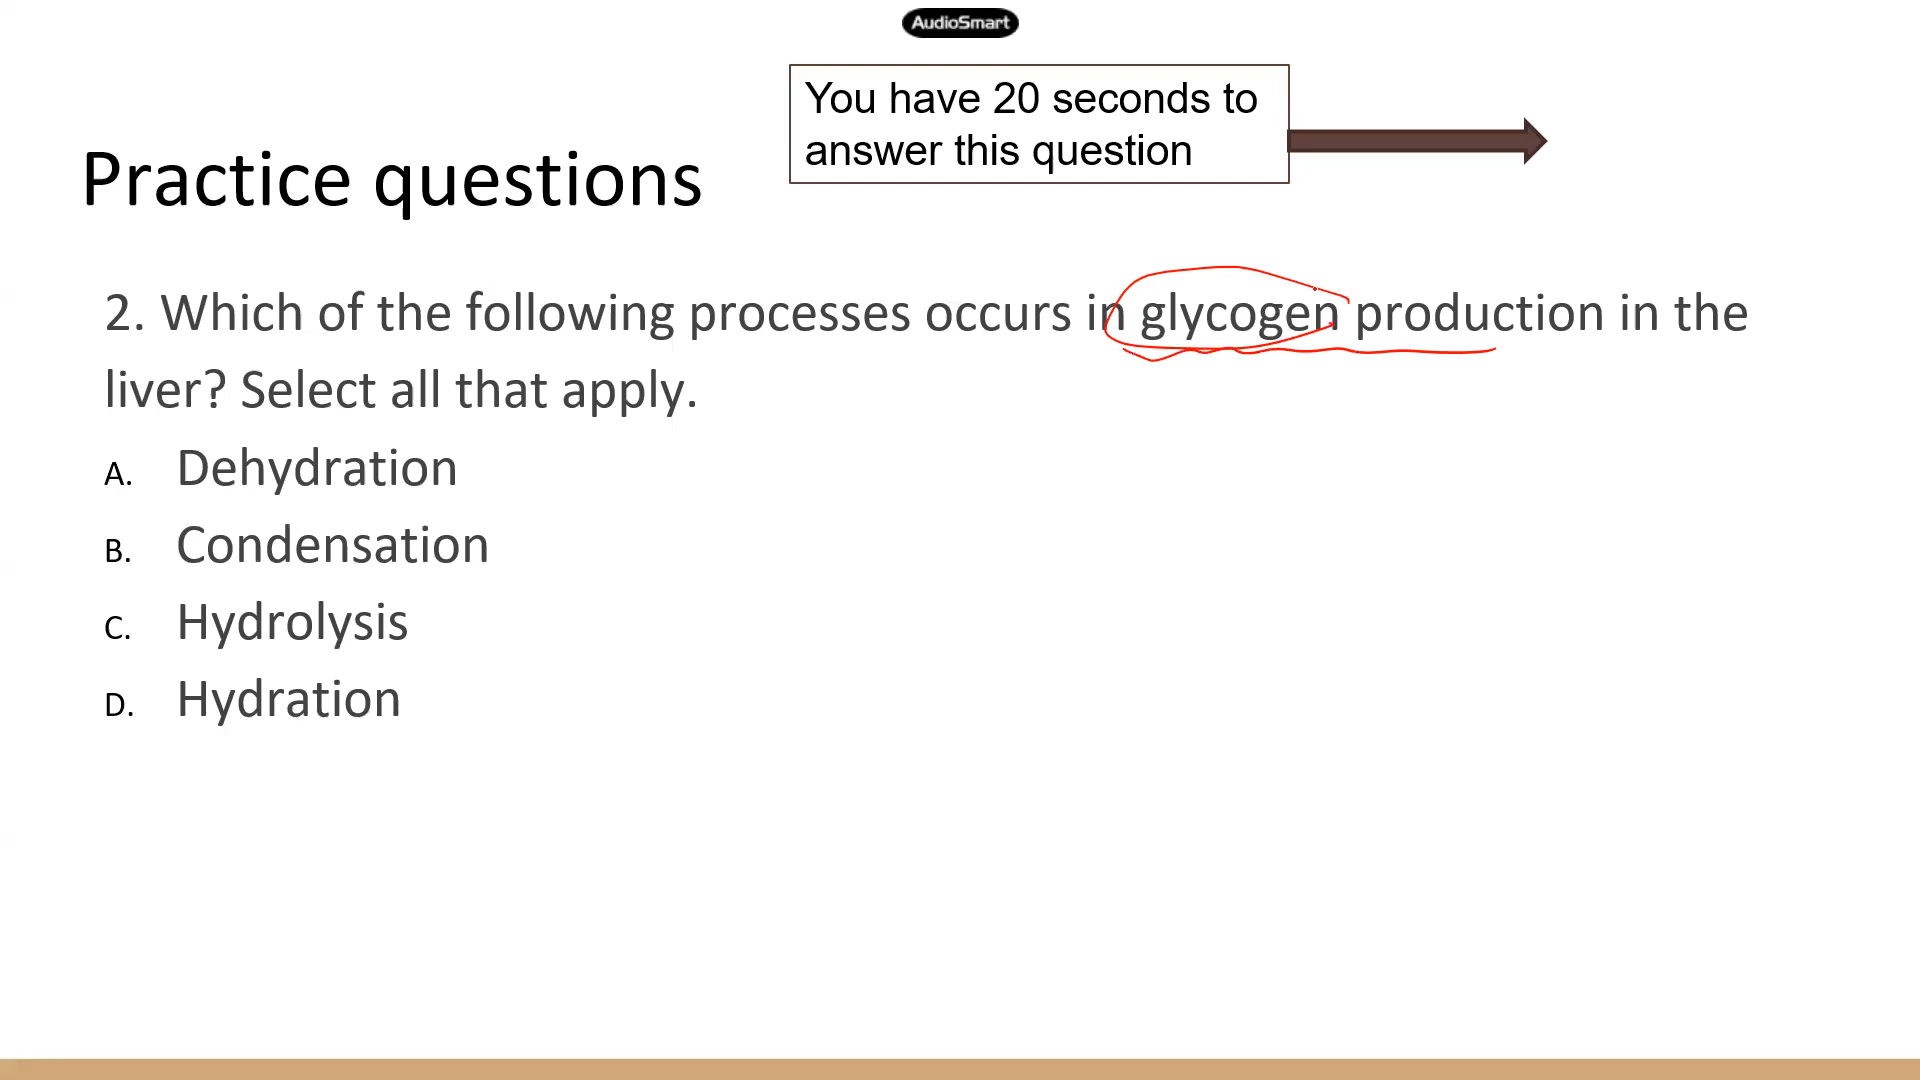 AudioSmart
You have 20 seconds to
answer this question
Practice questions
2. Which of the following processes occurs in glycogen production in the
liver? Select all that apply.
A. Dehydration
B. Condensation
C. Hydrolysis
D. Hydration